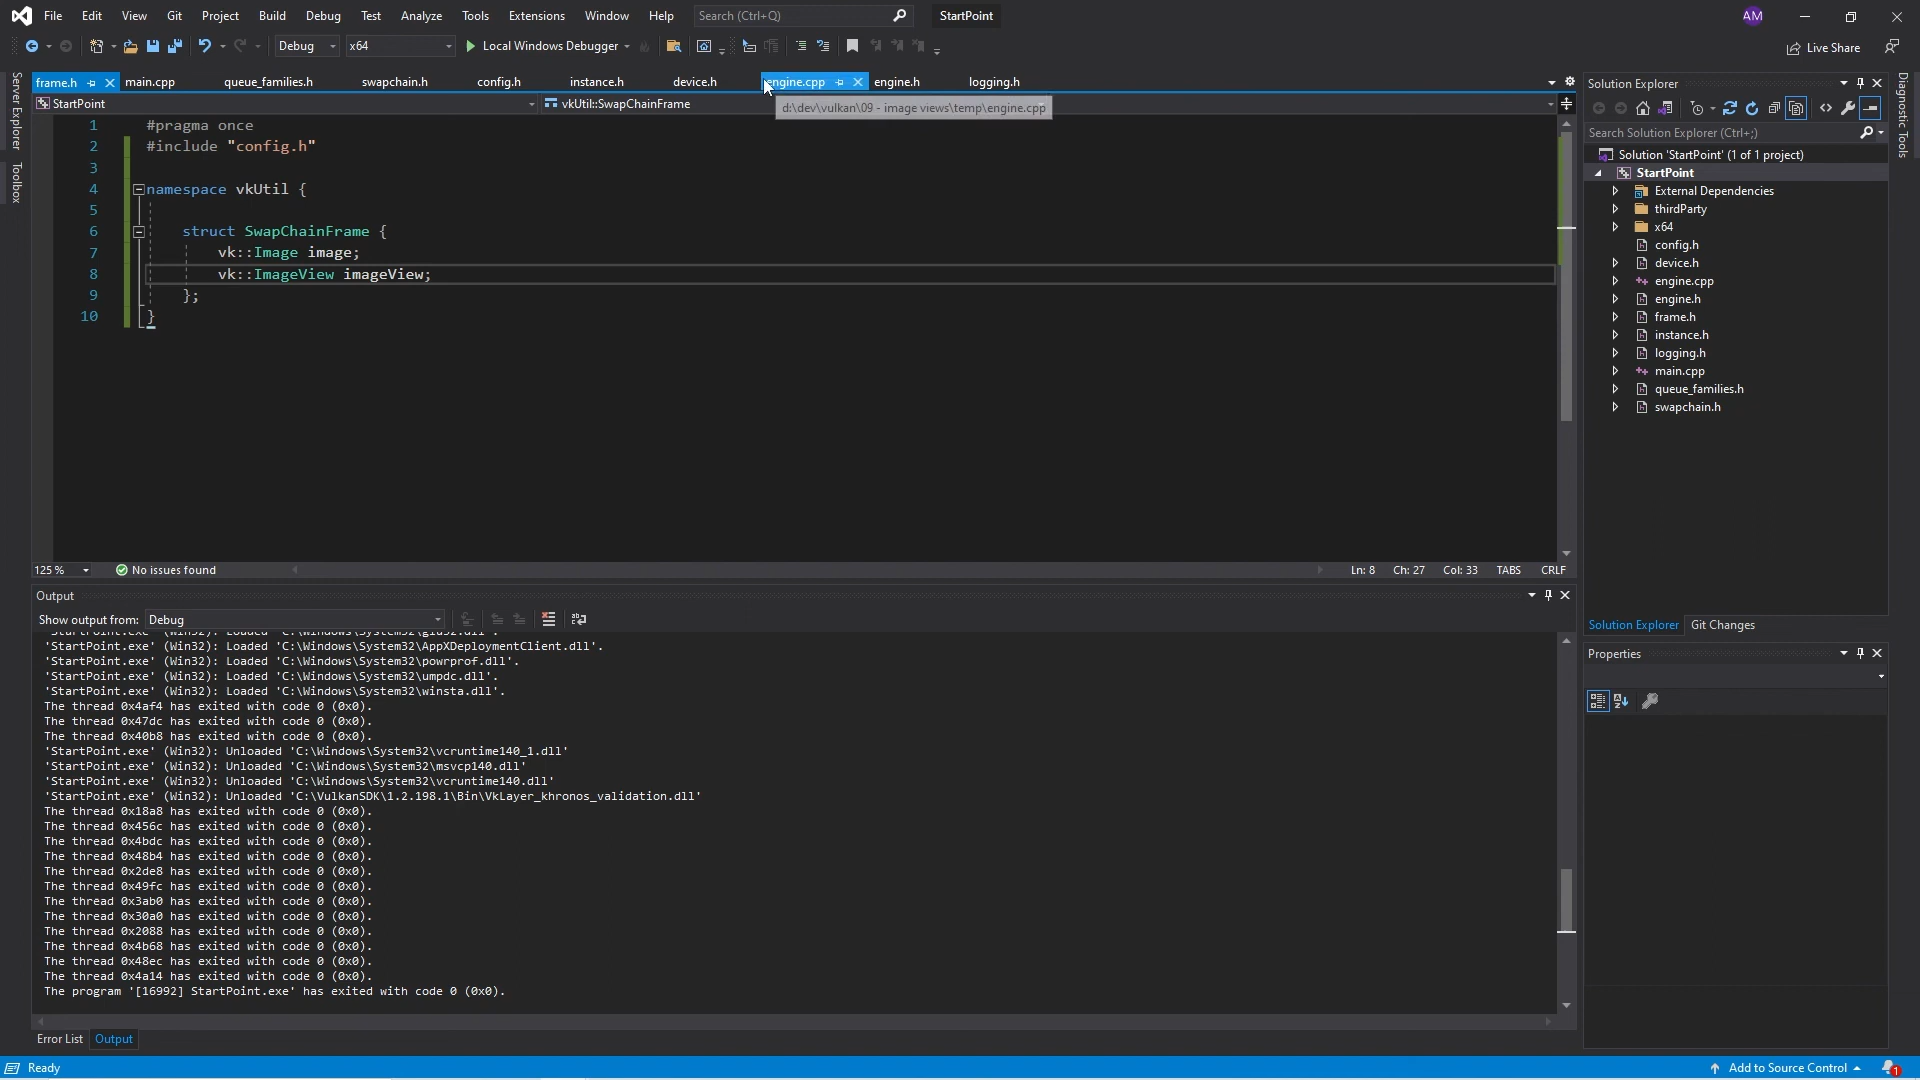 File Edit View Git Project Build Debug Test Analyze Tools Extensions Window Help Search (Ctrl+Q) StartPoint AM
Debug x64 Local Windows Debugger Live Share
frame.h main.cpp queue_families.h swapchain.h config.h instance.h device.h engine.cpp engine.h logging.h
StartPoint vkUtil::SwapChainFrame
d:\dev\vulkan\09 - image views\temp\engine.cpp
Server Explorer
Toolbox
1 #pragma once
2 #include "config.h"
3
4 namespace vkUtil {
5
6 struct SwapChainFrame {
7 vk::Image image;
8 vk::ImageView imageView;
9 };
10 }
125 % No issues found Ln: 8 Ch: 27 Col: 33 TABS CRLF
Output
Show output from: Debug
'StartPoint.exe' (Win32): Loaded 'C:\Windows\System32\gdi32.dll'.
'StartPoint.exe' (Win32): Loaded 'C:\Windows\System32\AppXDeploymentClient.dll'.
'StartPoint.exe' (Win32): Loaded 'C:\Windows\System32\powrprof.dll'.
'StartPoint.exe' (Win32): Loaded 'C:\Windows\System32\umpdc.dll'.
'StartPoint.exe' (Win32): Loaded 'C:\Windows\System32\winsta.dll'.
The thread 0x4af4 has exited with code 0 (0x0).
The thread 0x47dc has exited with code 0 (0x0).
The thread 0x40b8 has exited with code 0 (0x0).
'StartPoint.exe' (Win32): Unloaded 'C:\Windows\System32\vcruntime140_1.dll'
'StartPoint.exe' (Win32): Unloaded 'C:\Windows\System32\msvcp140.dll'
'StartPoint.exe' (Win32): Unloaded 'C:\Windows\System32\vcruntime140.dll'
'StartPoint.exe' (Win32): Unloaded 'C:\VulkanSDK\1.2.198.1\Bin\VkLayer_khronos_validation.dll'
The thread 0x18a8 has exited with code 0 (0x0).
The thread 0x456c has exited with code 0 (0x0).
The thread 0x4bdc has exited with code 0 (0x0).
The thread 0x48b4 has exited with code 0 (0x0).
The thread 0x2de8 has exited with code 0 (0x0).
The thread 0x49fc has exited with code 0 (0x0).
The thread 0x3ab0 has exited with code 0 (0x0).
The thread 0x30a0 has exited with code 0 (0x0).
The thread 0x2088 has exited with code 0 (0x0).
The thread 0x4b68 has exited with code 0 (0x0).
The thread 0x48ec has exited with code 0 (0x0).
The thread 0x4a14 has exited with code 0 (0x0).
The program '[16992] StartPoint.exe' has exited with code 0 (0x0).
Error List Output
Solution Explorer
Search Solution Explorer (Ctrl+;)
Solution 'StartPoint' (1 of 1 project)
StartPoint
External Dependencies
thirdParty
x64
config.h
device.h
engine.cpp
engine.h
frame.h
instance.h
logging.h
main.cpp
queue_families.h
swapchain.h
Solution Explorer Git Changes
Properties
Diagnostic Tools
Ready Add to Source Control 1